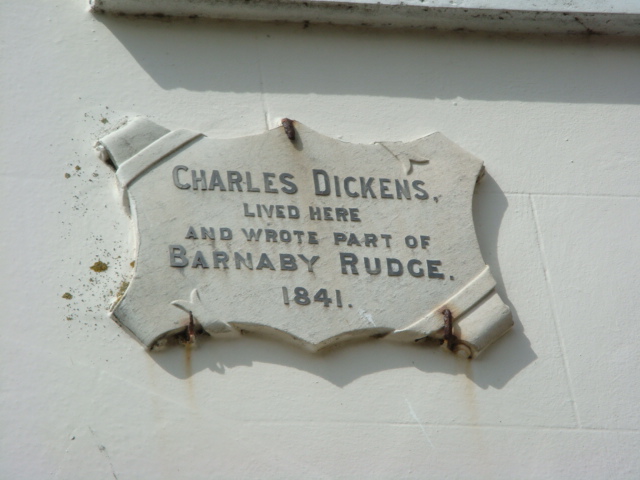 CHARLES DICKENS,
LIVED HERE
AND WROTE PART OF
BARNABY RUDGE.
1841.